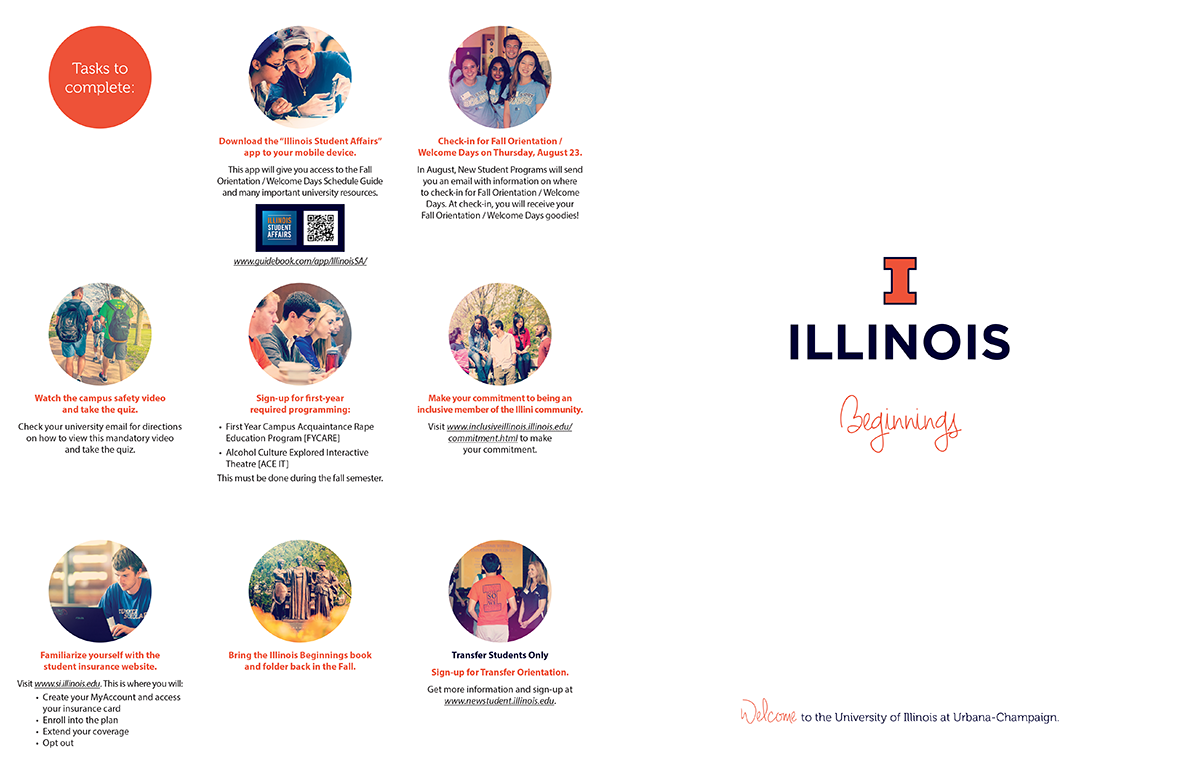 Tasks to
complete:
Download the "Illinois Student Affairs"
app to your mobile device.
This app will give you access to the Fall
Orientation / Welcome Days Schedule Guide
and many important university resources.
ILLINOIS
STUDENT
AFFAIRS
www.guidebook.com/app/IllinoisSA/
Check-in for Fall Orientation /
Welcome Days on Thursday, August 23.
In August, New Student Programs will send
you an email with information on where
to check-in for Fall Orientation / Welcome
Days. At check-in, you will receive your
Fall Orientation / Welcome Days goodies!
Watch the campus safety video
and take the quiz.
Check your university email for directions
on how to view this mandatory video
and take the quiz.
Sign-up for first-year
required programming:
• First Year Campus Acquaintance Rape
Education Program [FYCARE]
• Alcohol Culture Explored Interactive
Theatre [ACE IT]
This must be done during the fall semester.
Make your commitment to being an
inclusive member of the Illini community.
Visit www.inclusiveillinois.illinois.edu/
commitment.html to make
your commitment.
Familiarize yourself with the
student insurance website.
Visit www.si.illinois.edu. This is where you will:
• Create your MyAccount and access
your insurance card
• Enroll into the plan
• Extend your coverage
• Opt out
Bring the Illinois Beginnings book
and folder back in the Fall.
Transfer Students Only
Sign-up for Transfer Orientation.
Get more information and sign-up at
www.newstudent.illinois.edu.
I
ILLINOIS
Beginnings
Welcome to the University of Illinois at Urbana-Champaign.